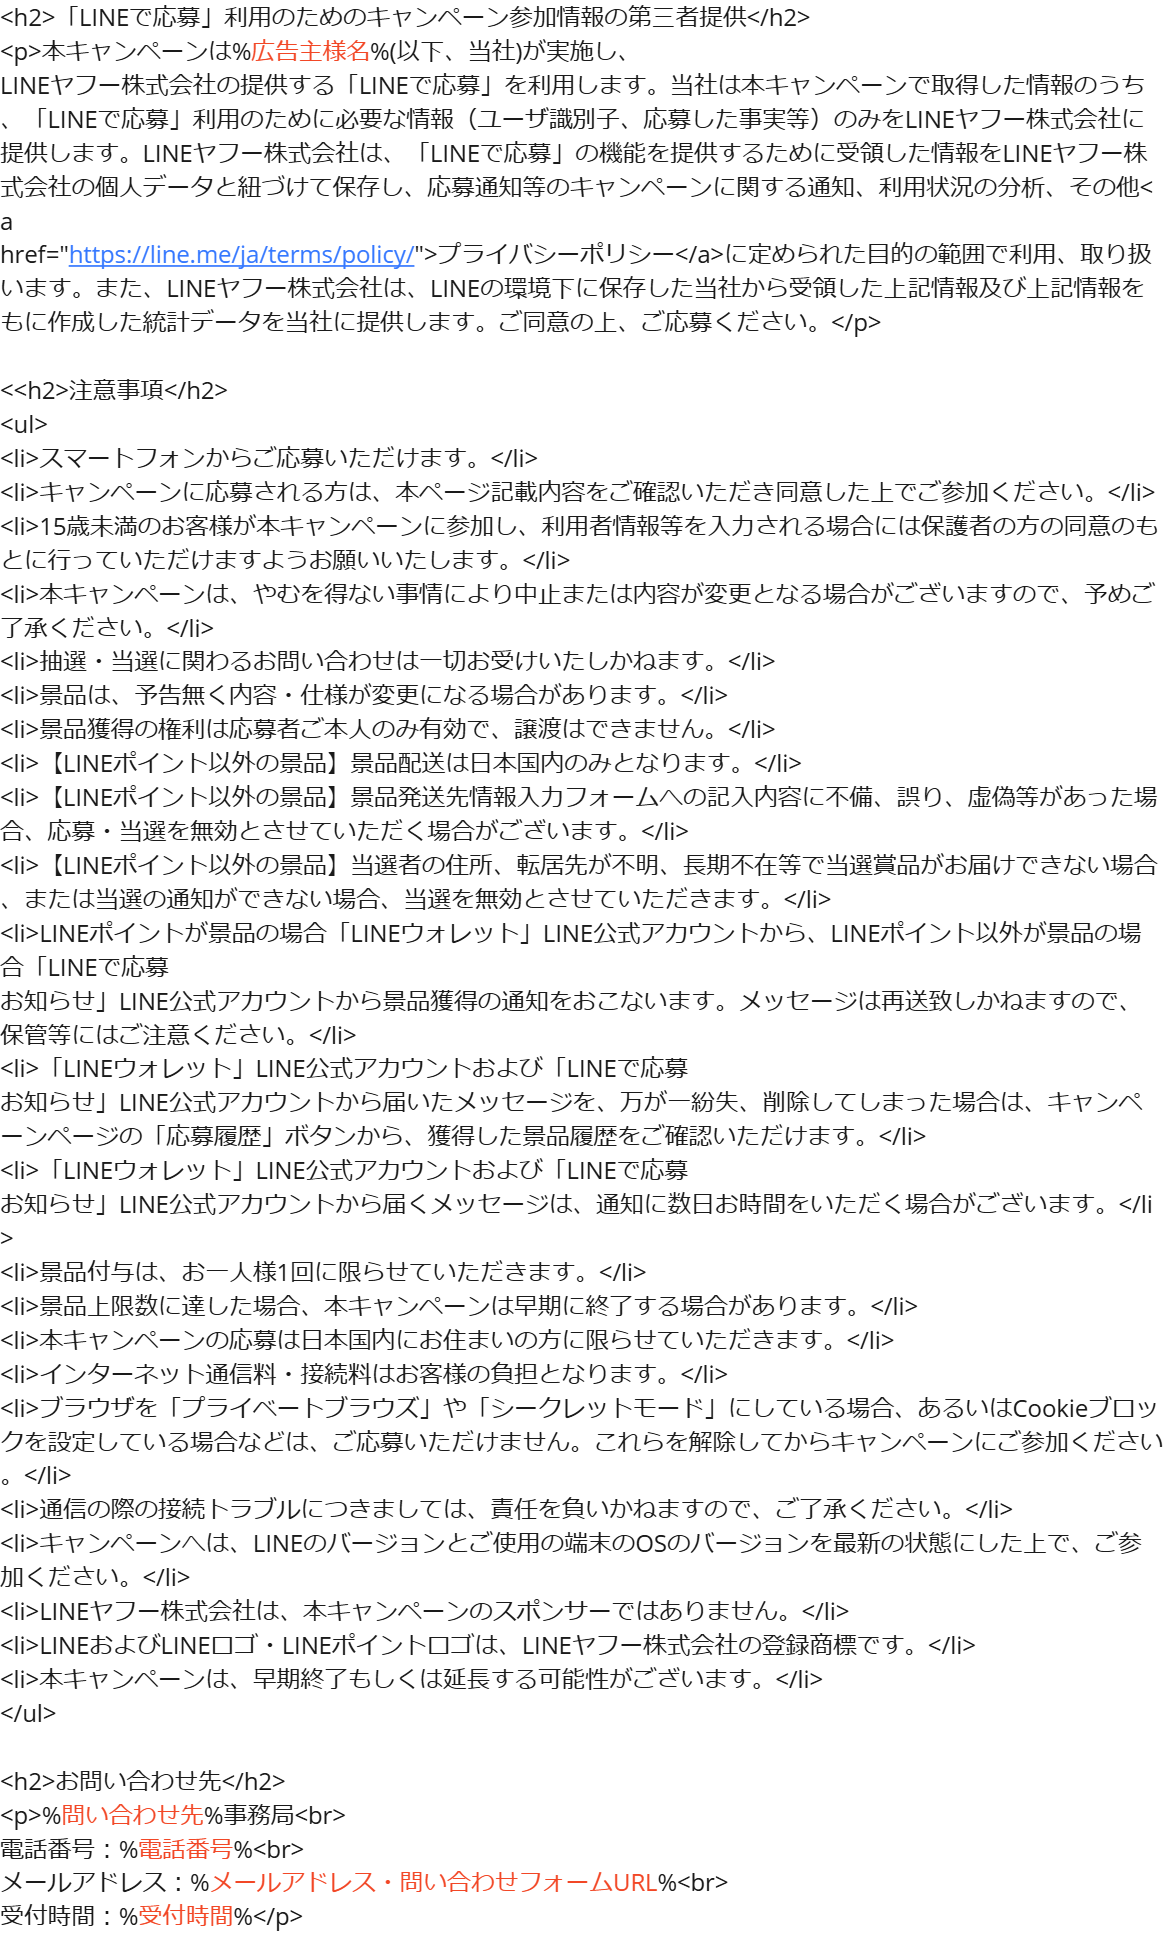 <h2>「LINEで応募」利用のためのキャンペーン参加情報の第三者提供</h2>
<p>本キャンペーンは%広告主様名%(以下、当社)が実施し、
LINEヤフー株式会社の提供する「LINEで応募」を利用します。当社は本キャンペーンで取得した情報のうち
、「LINEで応募」利用のために必要な情報（ユーザ識別子、応募した事実等）のみをLINEヤフー株式会社に
提供します。LINEヤフー株式会社は、「LINEで応募」の機能を提供するために受領した情報をLINEヤフー株
式会社の個人データと紐づけて保存し、応募通知等のキャンペーンに関する通知、利用状況の分析、その他<
a
href="https://line.me/ja/terms/policy/">プライバシーポリシー</a>に定められた目的の範囲で利用、取り扱
います。また、LINEヤフー株式会社は、LINEの環境下に保存した当社から受領した上記情報及び上記情報を
もに作成した統計データを当社に提供します。ご同意の上、ご応募ください。</p>

<<h2>注意事項</h2>
<ul>
<li>スマートフォンからご応募いただけます。</li>
<li>キャンペーンに応募される方は、本ページ記載内容をご確認いただき同意した上でご参加ください。</li>
<li>15歳未満のお客様が本キャンペーンに参加し、利用者情報等を入力される場合には保護者の方の同意のも
とに行っていただけますようお願いいたします。</li>
<li>本キャンペーンは、やむを得ない事情により中止または内容が変更となる場合がございますので、予めご
了承ください。</li>
<li>抽選・当選に関わるお問い合わせは一切お受けいたしかねます。</li>
<li>景品は、予告無く内容・仕様が変更になる場合があります。</li>
<li>景品獲得の権利は応募者ご本人のみ有効で、譲渡はできません。</li>
<li>【LINEポイント以外の景品】景品配送は日本国内のみとなります。</li>
<li>【LINEポイント以外の景品】景品発送先情報入力フォームへの記入内容に不備、誤り、虚偽等があった場
合、応募・当選を無効とさせていただく場合がございます。</li>
<li>【LINEポイント以外の景品】当選者の住所、転居先が不明、長期不在等で当選賞品がお届けできない場合
、または当選の通知ができない場合、当選を無効とさせていただきます。</li>
<li>LINEポイントが景品の場合「LINEウォレット」LINE公式アカウントから、LINEポイント以外が景品の場
合「LINEで応募
お知らせ」LINE公式アカウントから景品獲得の通知をおこないます。メッセージは再送致しかねますので、
保管等にはご注意ください。</li>
<li>「LINEウォレット」LINE公式アカウントおよび「LINEで応募
お知らせ」LINE公式アカウントから届いたメッセージを、万が一紛失、削除してしまった場合は、キャンペ
ーンページの「応募履歴」ボタンから、獲得した景品履歴をご確認いただけます。</li>
<li>「LINEウォレット」LINE公式アカウントおよび「LINEで応募
お知らせ」LINE公式アカウントから届くメッセージは、通知に数日お時間をいただく場合がございます。</li
>
<li>景品付与は、お一人様1回に限らせていただきます。</li>
<li>景品上限数に達した場合、本キャンペーンは早期に終了する場合があります。</li>
<li>本キャンペーンの応募は日本国内にお住まいの方に限らせていただきます。</li>
<li>インターネット通信料・接続料はお客様の負担となります。</li>
<li>ブラウザを「プライベートブラウズ」や「シークレットモード」にしている場合、あるいはCookieブロッ
クを設定している場合などは、ご応募いただけません。これらを解除してからキャンペーンにご参加ください
。</li>
<li>通信の際の接続トラブルにつきましては、責任を負いかねますので、ご了承ください。</li>
<li>キャンペーンへは、LINEのバージョンとご使用の端末のOSのバージョンを最新の状態にした上で、ご参
加ください。</li>
<li>LINEヤフー株式会社は、本キャンペーンのスポンサーではありません。</li>
<li>LINEおよびLINEロゴ・LINEポイントロゴは、LINEヤフー株式会社の登録商標です。</li>
<li>本キャンペーンは、早期終了もしくは延長する可能性がございます。</li>
</ul>

<h2>お問い合わせ先</h2>
<p>%問い合わせ先%事務局<br>
電話番号：%電話番号%<br>
メールアドレス：%メールアドレス・問い合わせフォームURL%<br>
受付時間：%受付時間%</p>